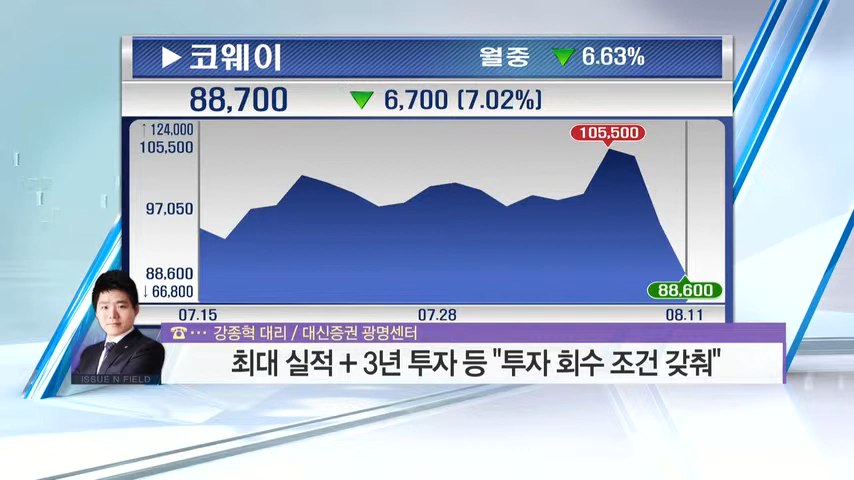 ▶코웨이 월중 ▼ 6.63%
88,700 ▼ 6,700 (7.02%)
↑124,000
105,500
97,050
88,600
↓66,800
105,500
88,600
07.15 07.28 08.11
☎… 강종혁 대리 / 대신증권 광명센터
최대 실적 + 3년 투자 등 "투자 회수 조건 갖춰"
ISSUE N FIELD